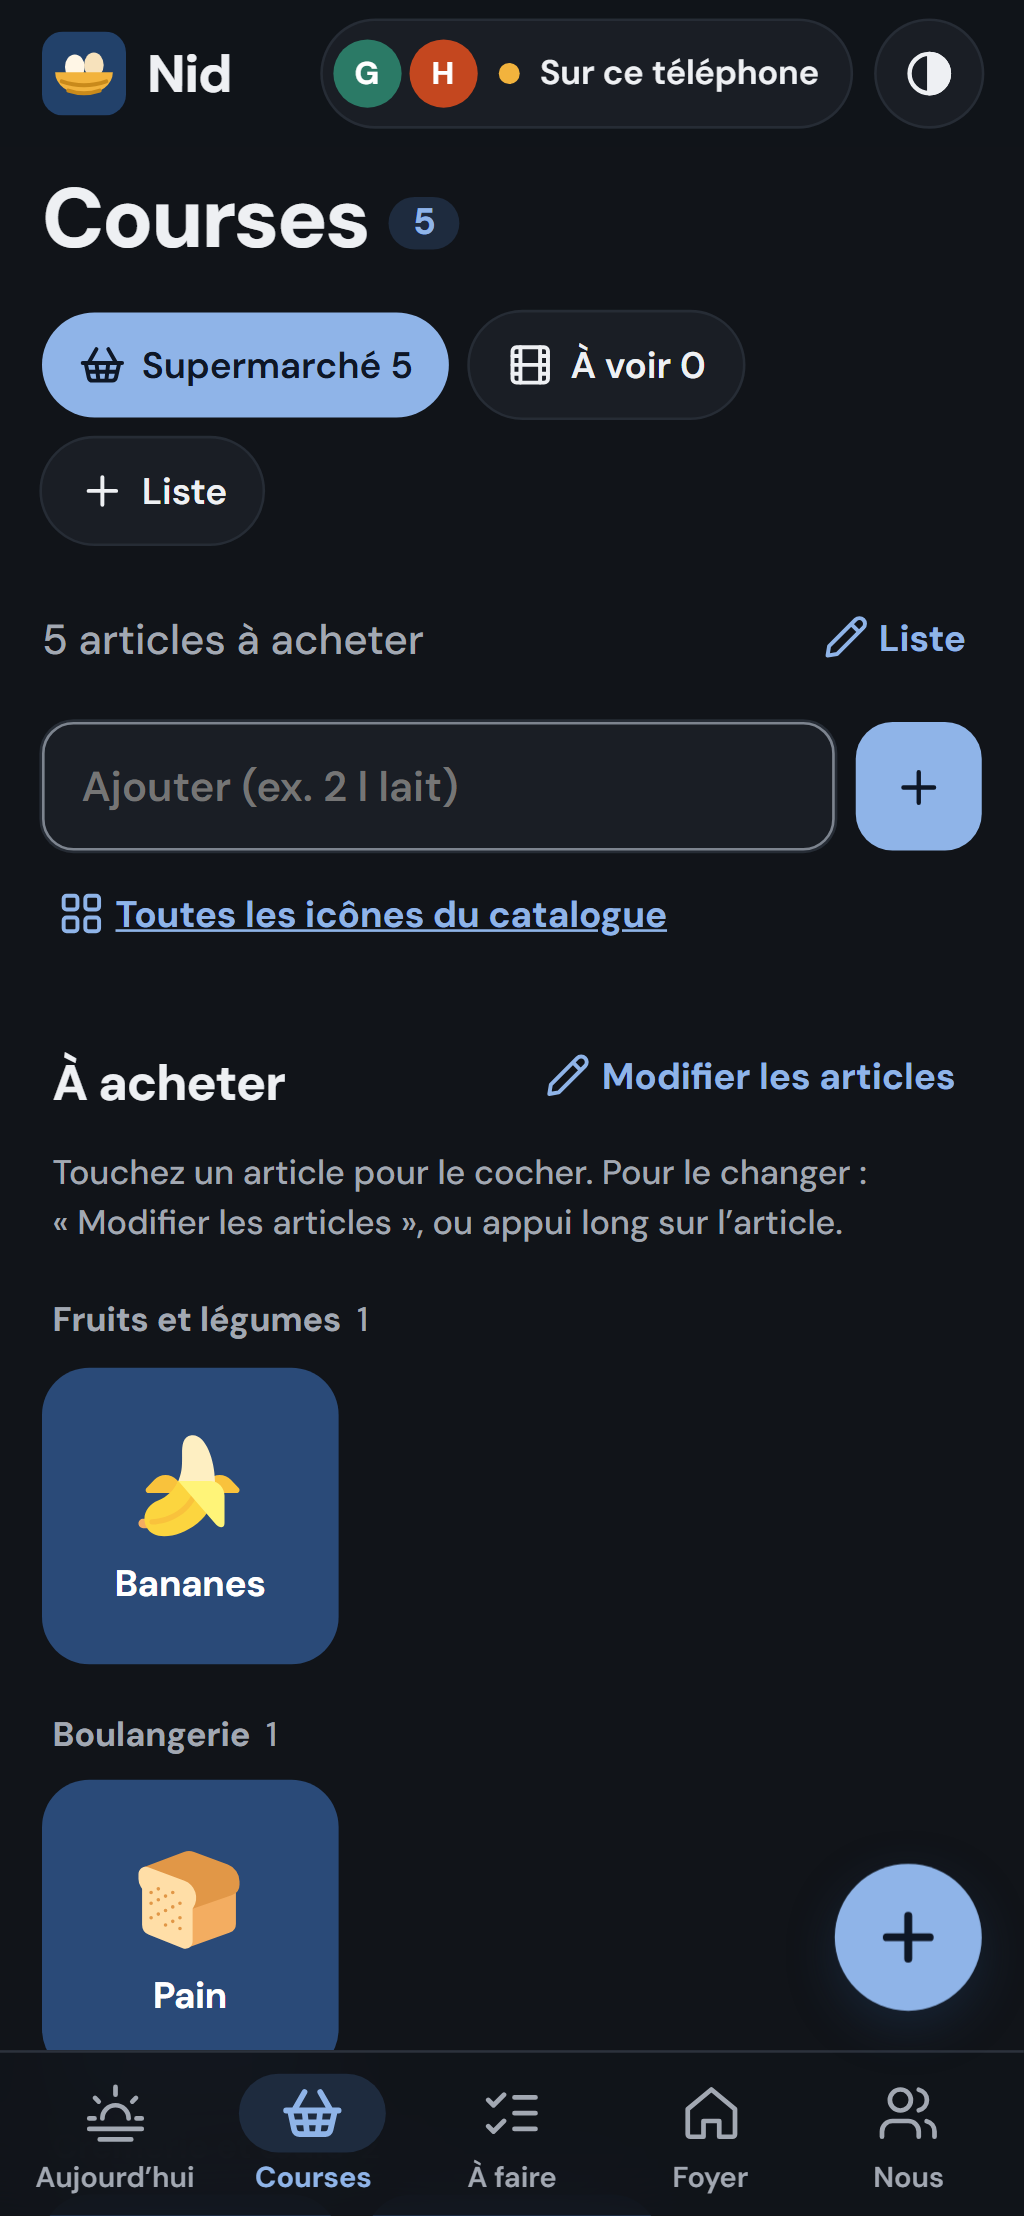 Nid
G H Sur ce téléphone
Courses 5
Supermarché 5
À voir 0
Liste
5 articles à acheter
Liste
Ajouter (ex. 2 l lait)
Toutes les icônes du catalogue
À acheter
Modifier les articles
Touchez un article pour le cocher. Pour le changer :
« Modifier les articles », ou appui long sur l’article.
Fruits et légumes 1
Bananes
Boulangerie 1
Pain
Aujourd’hui
Courses
À faire
Foyer
Nous